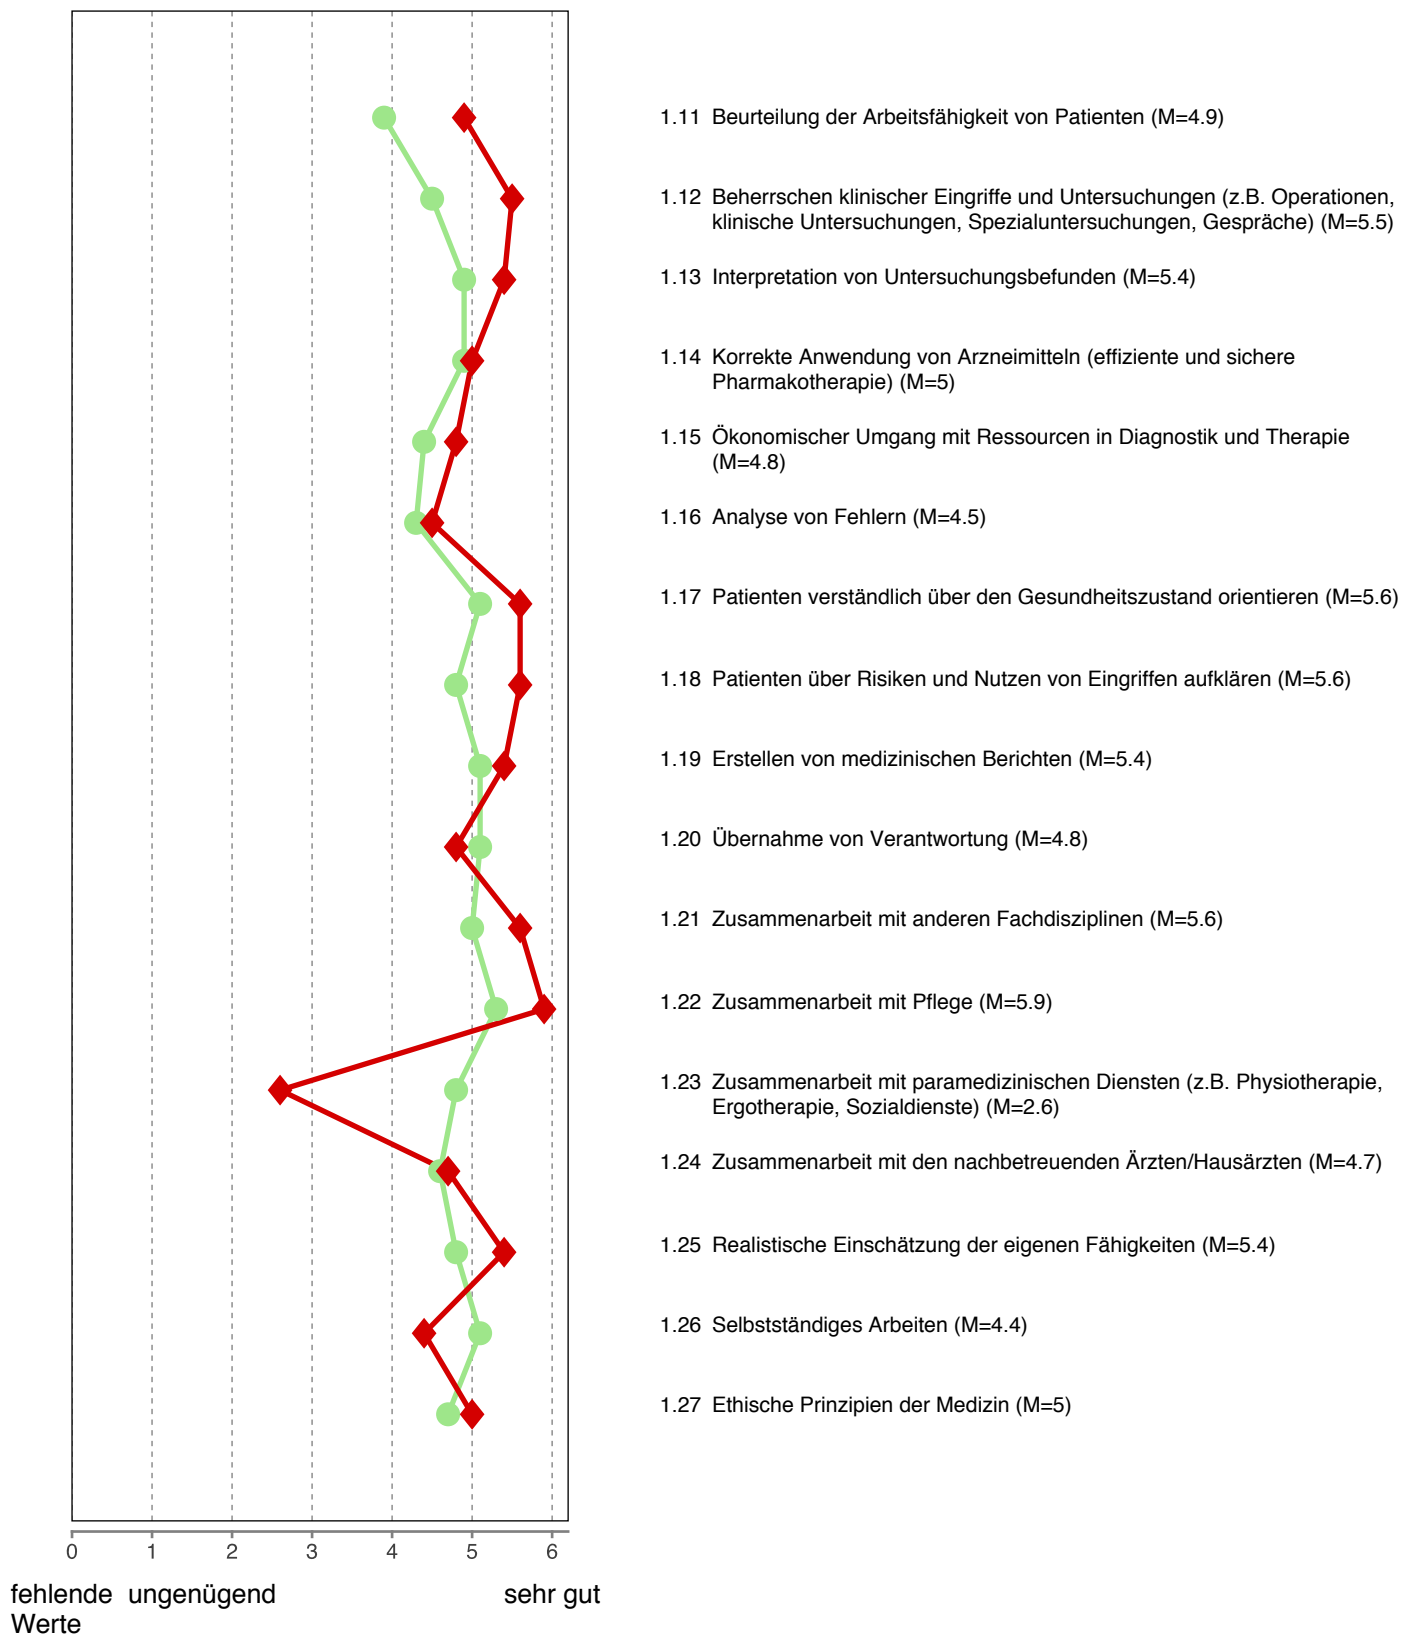 1.11 Beurteilung der Arbeitsfähigkeit von Patienten (M=4.9)
1.12 Beherrschen klinischer Eingriffe und Untersuchungen (z.B. Operationen,
klinische Untersuchungen, Spezialuntersuchungen, Gespräche) (M=5.5)
1.13 Interpretation von Untersuchungsbefunden (M=5.4)
1.14 Korrekte Anwendung von Arzneimitteln (effiziente und sichere
Pharmakotherapie) (M=5)
1.15 Ökonomischer Umgang mit Ressourcen in Diagnostik und Therapie
(M=4.8)
1.16 Analyse von Fehlern (M=4.5)
1.17 Patienten verständlich über den Gesundheitszustand orientieren (M=5.6)
1.18 Patienten über Risiken und Nutzen von Eingriffen aufklären (M=5.6)
1.19 Erstellen von medizinischen Berichten (M=5.4)
1.20 Übernahme von Verantwortung (M=4.8)
1.21 Zusammenarbeit mit anderen Fachdisziplinen (M=5.6)
1.22 Zusammenarbeit mit Pflege (M=5.9)
1.23 Zusammenarbeit mit paramedizinischen Diensten (z.B. Physiotherapie,
Ergotherapie, Sozialdienste) (M=2.6)
1.24 Zusammenarbeit mit den nachbetreuenden Ärzten/Hausärzten (M=4.7)
1.25 Realistische Einschätzung der eigenen Fähigkeiten (M=5.4)
1.26 Selbstständiges Arbeiten (M=4.4)
1.27 Ethische Prinzipien der Medizin (M=5)
0 1 2 3 4 5 6
fehlende ungenügend sehr gut
Werte